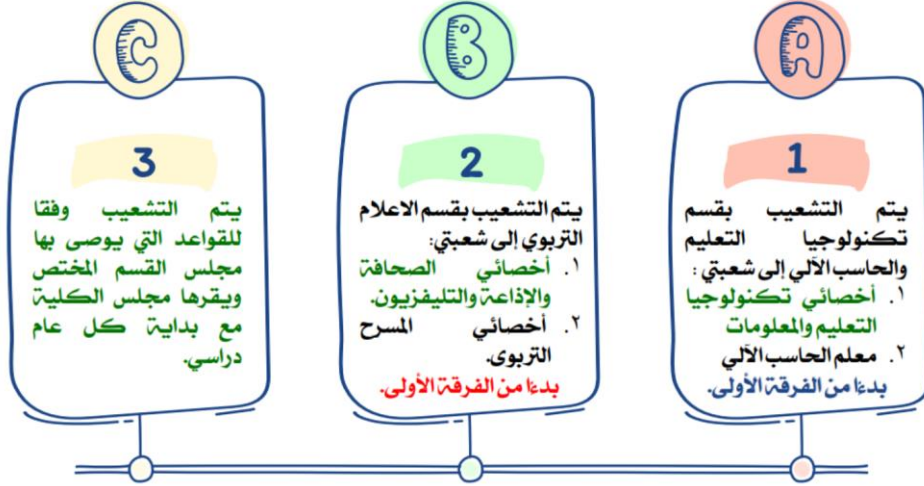 A
1
يتم التشعيب بقسم
تكنولوجيا التعليم
والحاسب الآلي إلى شعبتي :
١. أخصائي تكنولوجيا
التعليم والمعلومات
٢. معلم الحاسب الآلي
بدءا من الفرقة الأولى.
B
2
يتم التشعيب بقسم الاعلام
التربوي إلى شعبتي:
١. أخصائي الصحافة
والإذاعة والتليفزيون.
٢. أخصائي المسرح
التربوى.
بدءا من الفرقة الأولى.
C
3
يتم التشعيب وفقا
للقواعد التي يوصى بها
مجلس القسم المختص
ويقرها مجلس الكلية
مع بداية كل عام
دراسي.